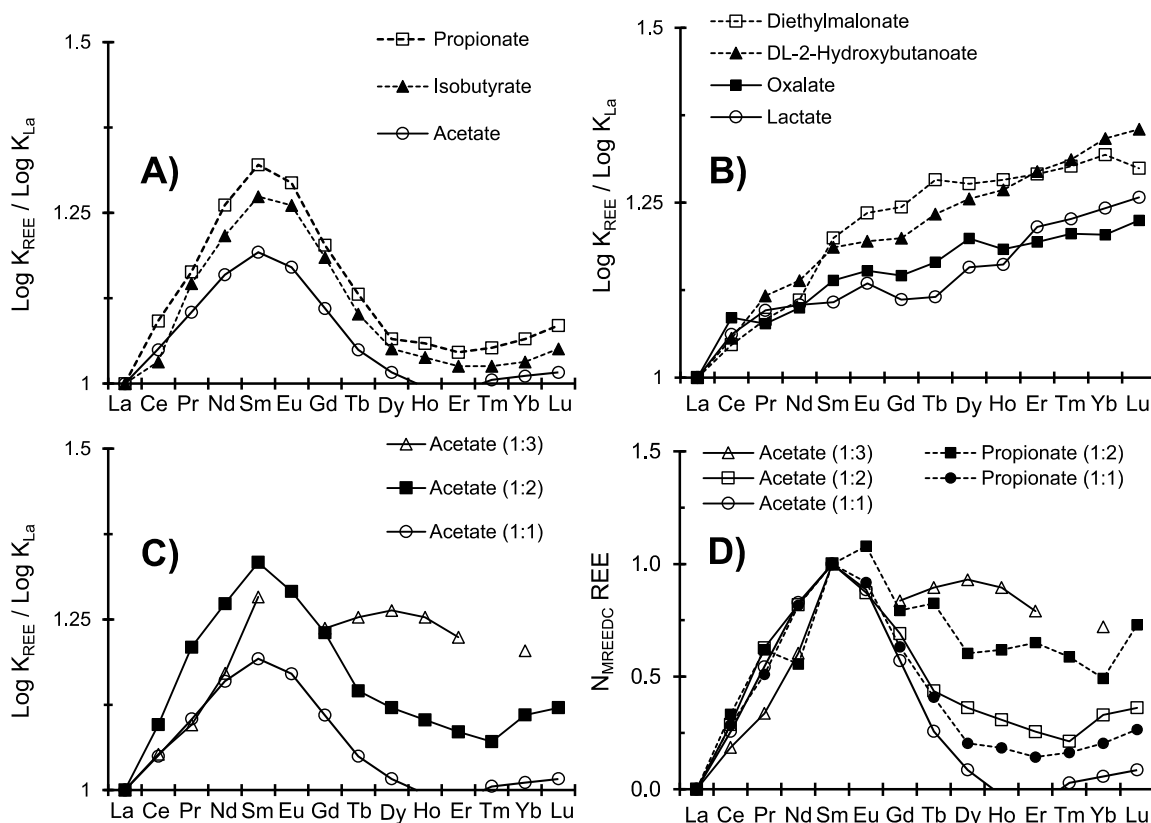 1.5
1.25
1
Log K_REE / Log K_La
A)
Propionate
Isobutyrate
Acetate
La Ce Pr Nd Sm Eu Gd Tb Dy Ho Er Tm Yb Lu
1.5
1.25
1
Log K_REE / Log K_La
B)
Diethylmalonate
DL-2-Hydroxybutanoate
Oxalate
Lactate
La Ce Pr Nd Sm Eu Gd Tb Dy Ho Er Tm Yb Lu
1.5
1.25
1
Log K_REE / Log K_La
C)
Acetate (1:3)
Acetate (1:2)
Acetate (1:1)
La Ce Pr Nd Sm Eu Gd Tb Dy Ho Er Tm Yb Lu
1.5
1.0
0.5
0.0
N_MREEDC REE
D)
Acetate (1:3)
Acetate (1:2)
Acetate (1:1)
Propionate (1:2)
Propionate (1:1)
La Ce Pr Nd Sm Eu Gd Tb Dy Ho Er Tm Yb Lu